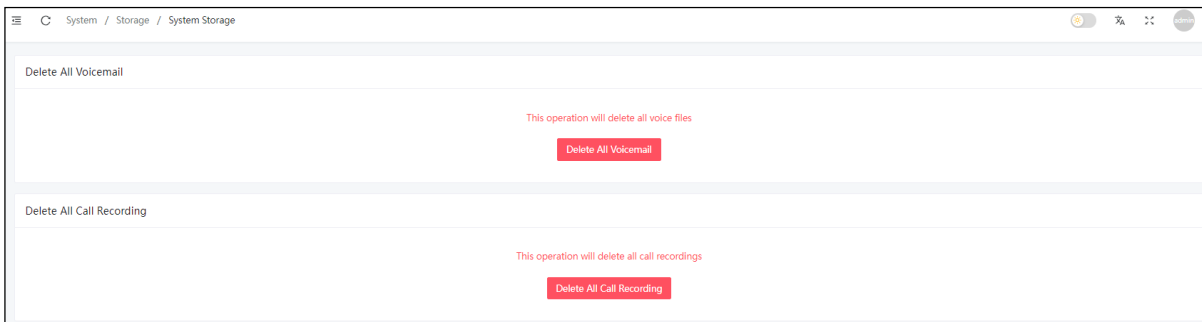 System / Storage / System Storage
admin
Delete All Voicemail
This operation will delete all voice files
Delete All Voicemail
Delete All Call Recording
This operation will delete all call recordings
Delete All Call Recording